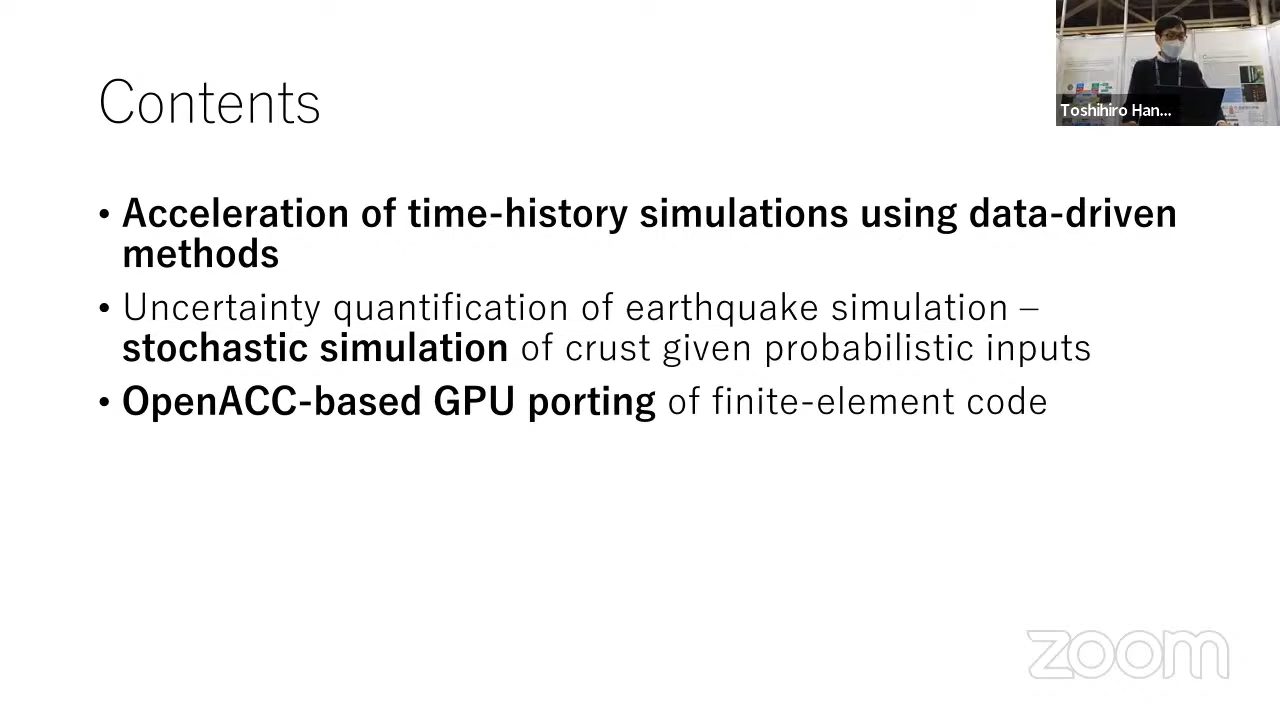 Contents
• Acceleration of time-history simulations using data-driven
methods
• Uncertainty quantification of earthquake simulation –
stochastic simulation of crust given probabilistic inputs
• OpenACC-based GPU porting of finite-element code
Toshihiro Han...
zoom